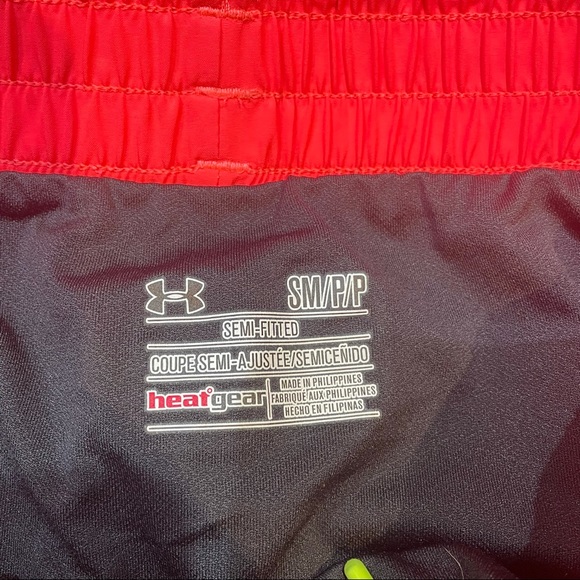 SM/P/P
SEMI-FITTED
COUPE SEMI-AJUSTÉE/SEMICEÑIDO
heatgear
MADE IN PHILIPPINES
FABRIQUÉ AUX PHILIPPINES
HECHO EN FILIPINAS